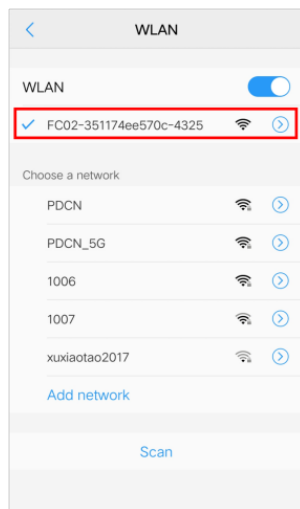 WLAN
WLAN
FC02-351174ee570c-4325
Choose a network
PDCN
PDCN_5G
1006
1007
xuxiaotao2017
Add network
Scan